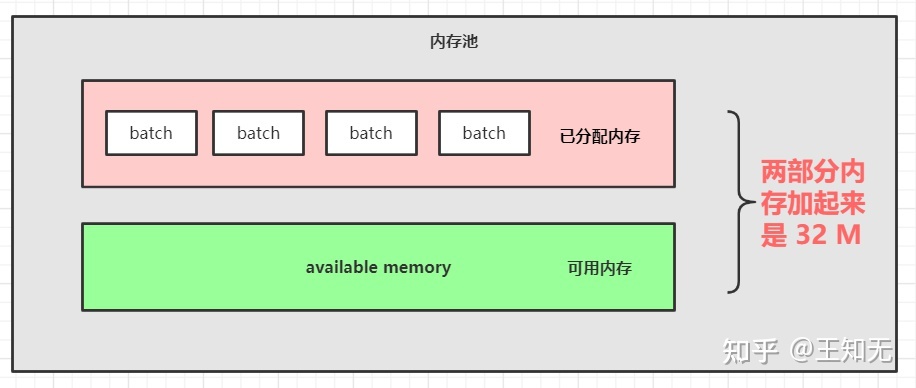 内存池
batch batch batch batch 已分配内存
两部分内
存加起来
是 32 M
available memory 可用内存
知乎 @王知无